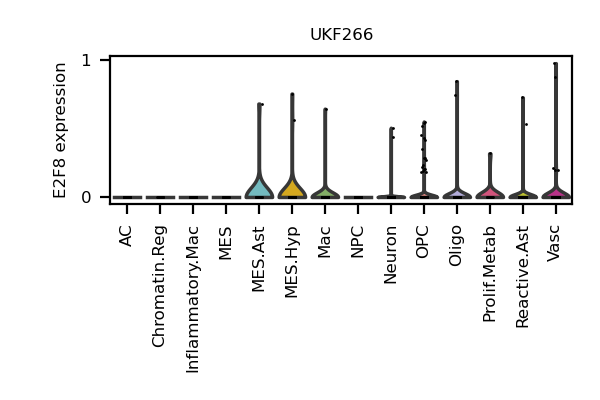 UKF266
E2F8 expression
1
0
AC
Chromatin.Reg
Inflammatory.Mac
MES
MES.Ast
MES.Hyp
Mac
NPC
Neuron
OPC
Oligo
Prolif.Metab
Reactive.Ast
Vasc